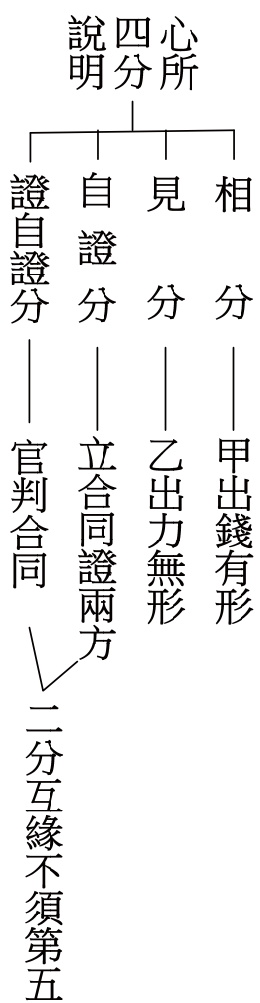 心所
四分
說明
相分
甲出錢有形
見分
乙出力無形
自證分
立合同證兩方
證自證分
官判合同
二分互緣不須第五